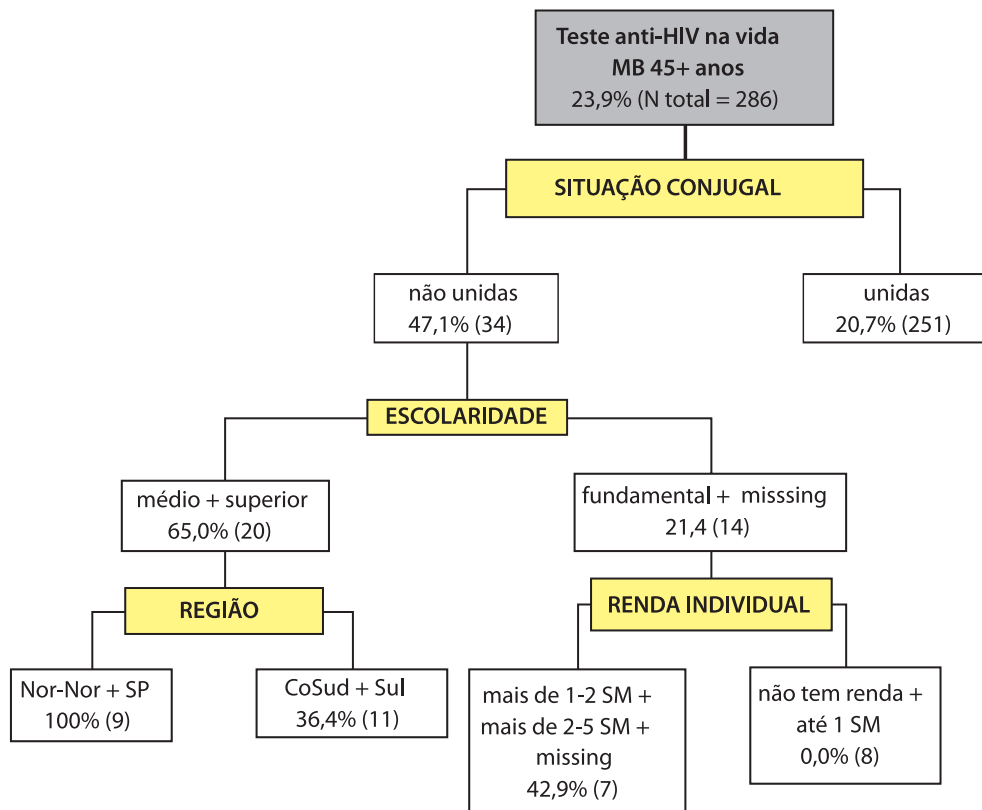 Teste anti-HIV na vida
MB 45+ anos
23,9% (N total = 286)
SITUAÇÃO CONJUGAL
não unidas
47,1% (34)
unidas
20,7% (251)
ESCOLARIDADE
médio + superior
65,0% (20)
fundamental + misssing
21,4 (14)
REGIÃO
RENDA INDIVIDUAL
Nor-Nor + SP
100% (9)
CoSud + Sul
36,4% (11)
mais de 1-2 SM +
mais de 2-5 SM +
missing
42,9% (7)
não tem renda +
até 1 SM
0,0% (8)